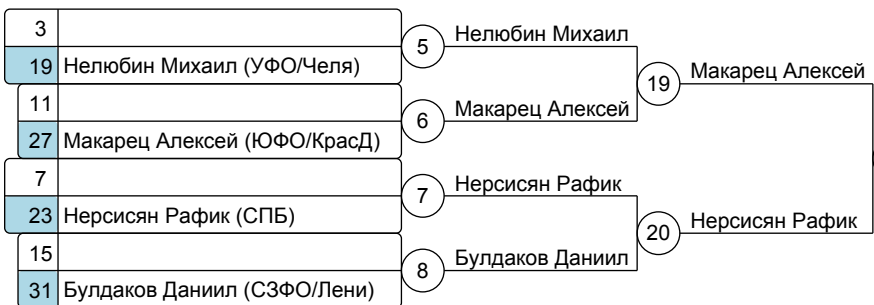 3
19 Нелюбин Михаил (УФО/Челя)
11
27 Макарец Алексей (ЮФО/КрасД)
7
23 Нерсисян Рафик (СПБ)
15
31 Булдаков Даниил (СЗФО/Лени)
5
Нелюбин Михаил
6
Макарец Алексей
7
Нерсисян Рафик
8
Булдаков Даниил
19
Макарец Алексей
20
Нерсисян Рафик